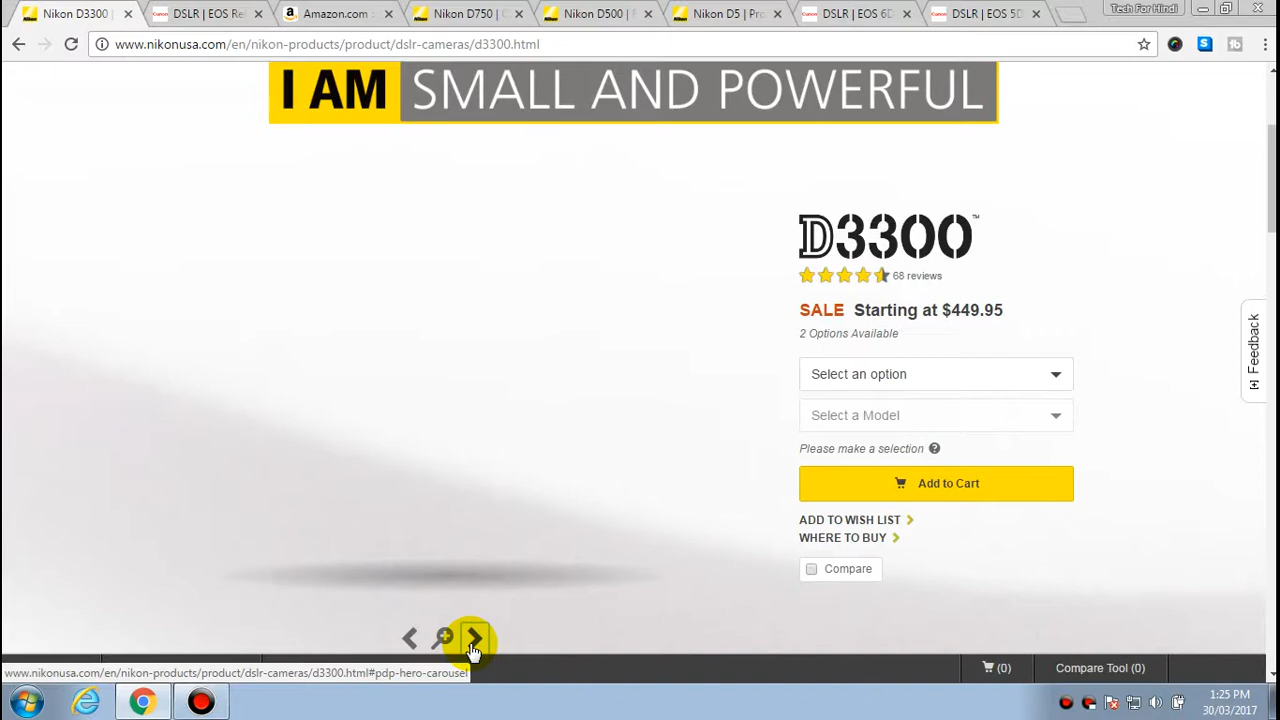 Nikon D3300 |
DSLR | EOS Re
Amazon.com
Nikon D750 |
Nikon D500 |
Nikon D5 | Pro
DSLR | EOS 6D
DSLR | EOS 5D
Tech For Hindi
www.nikonusa.com/en/nikon-products/product/dslr-cameras/d3300.html
I AM SMALL AND POWERFUL
D3300™
68 reviews
SALE Starting at $449.95
2 Options Available
Select an option
Select a Model
Please make a selection ?
Add to Cart
ADD TO WISH LIST
WHERE TO BUY
Compare
[+] Feedback
www.nikonusa.com/en/nikon-products/product/dslr-cameras/d3300.html#pdp-hero-carousel
(0)
Compare Tool (0)
1:25 PM
30/03/2017